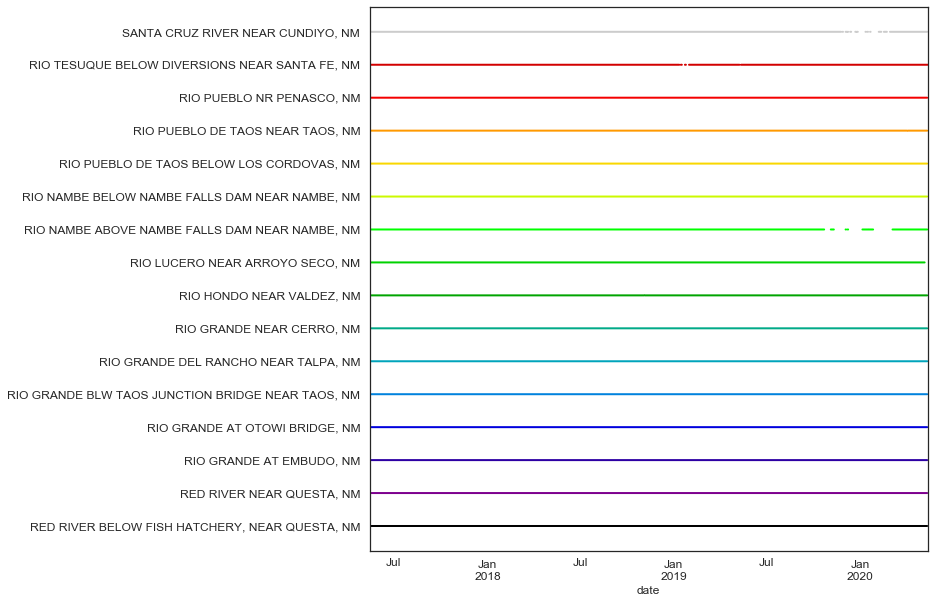 SANTA CRUZ RIVER NEAR CUNDIYO, NM
RIO TESUQUE BELOW DIVERSIONS NEAR SANTA FE, NM
RIO PUEBLO NR PENASCO, NM
RIO PUEBLO DE TAOS NEAR TAOS, NM
RIO PUEBLO DE TAOS BELOW LOS CORDOVAS, NM
RIO NAMBE BELOW NAMBE FALLS DAM NEAR NAMBE, NM
RIO NAMBE ABOVE NAMBE FALLS DAM NEAR NAMBE, NM
RIO LUCERO NEAR ARROYO SECO, NM
RIO HONDO NEAR VALDEZ, NM
RIO GRANDE NEAR CERRO, NM
RIO GRANDE DEL RANCHO NEAR TALPA, NM
RIO GRANDE BLW TAOS JUNCTION BRIDGE NEAR TAOS, NM
RIO GRANDE AT OTOWI BRIDGE, NM
RIO GRANDE AT EMBUDO, NM
RED RIVER NEAR QUESTA, NM
RED RIVER BELOW FISH HATCHERY, NEAR QUESTA, NM
Jul Jan Jul Jan Jul Jan
2018 2019 2020
date